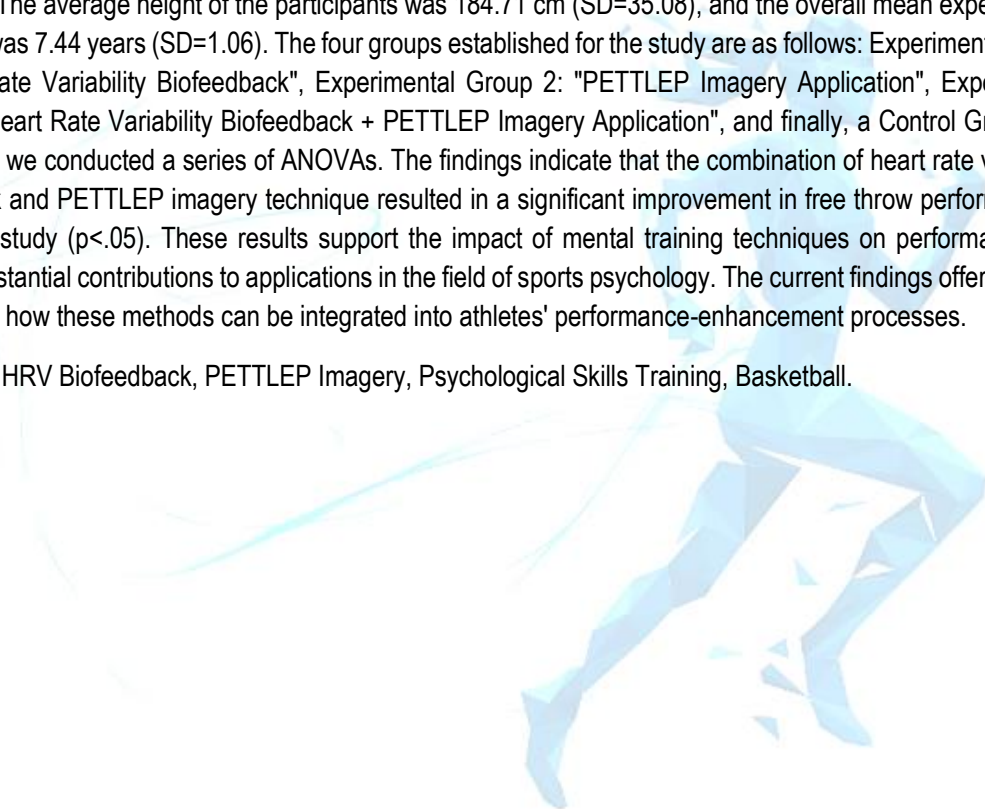 The average height of the participants was 184.71 cm (SD=35.08), and the overall mean expe
was 7.44 years (SD=1.06). The four groups established for the study are as follows: Experiment
ate Variability Biofeedback", Experimental Group 2: "PETTLEP Imagery Application", Expe
eart Rate Variability Biofeedback + PETTLEP Imagery Application", and finally, a Control G
we conducted a series of ANOVAs. The findings indicate that the combination of heart rate v
and PETTLEP imagery technique resulted in a significant improvement in free throw perfor
study (p<.05). These results support the impact of mental training techniques on performa
stantial contributions to applications in the field of sports psychology. The current findings offer
how these methods can be integrated into athletes' performance-enhancement processes.
HRV Biofeedback, PETTLEP Imagery, Psychological Skills Training, Basketball.